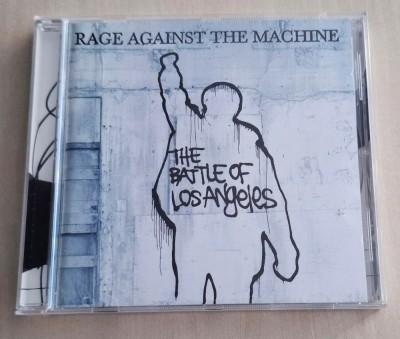 RAGE AGAINST THE MACHINE
THE
BATTLE OF
LOS ANGELES